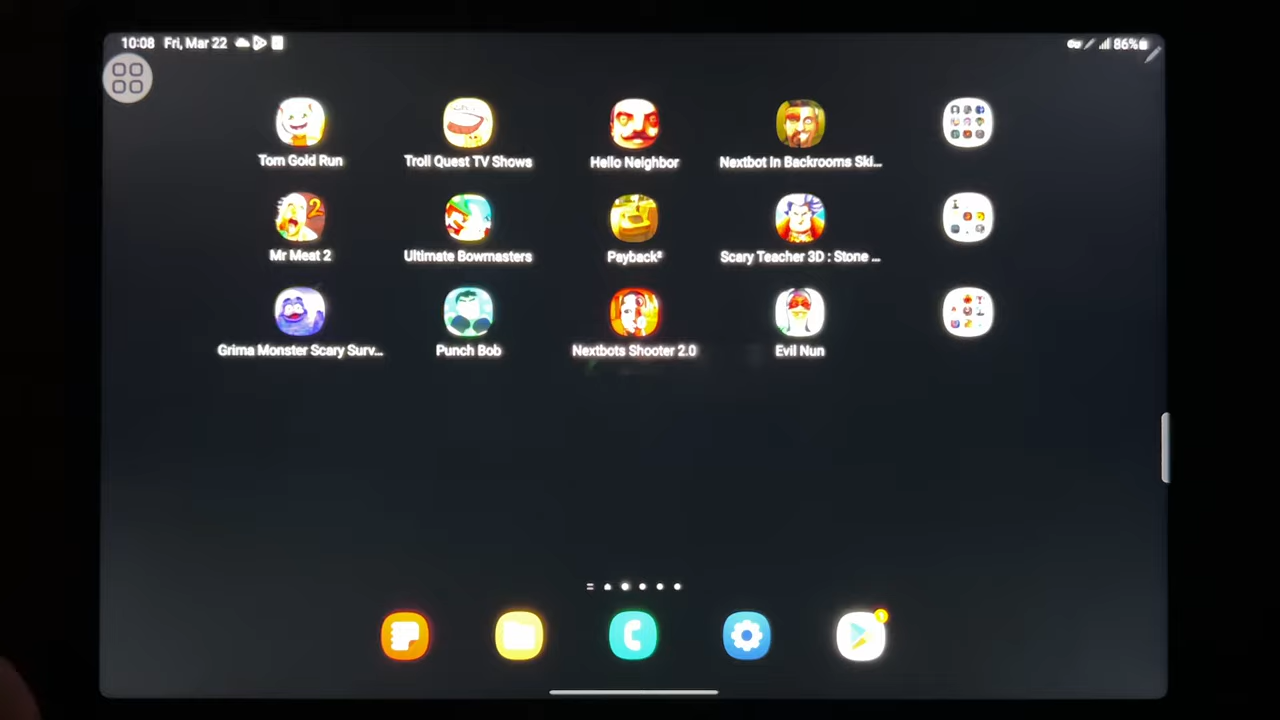 10:08 Fri, Mar 22 86%
Tom Gold Run
Troll Quest TV Shows
Hello Neighbor
Nextbot In Backrooms Ski...
Mr Meat 2
Ultimate Bowmasters
Payback²
Scary Teacher 3D : Stone ...
Grima Monster Scary Surv...
Punch Bob
Nextbots Shooter 2.0
Evil Nun